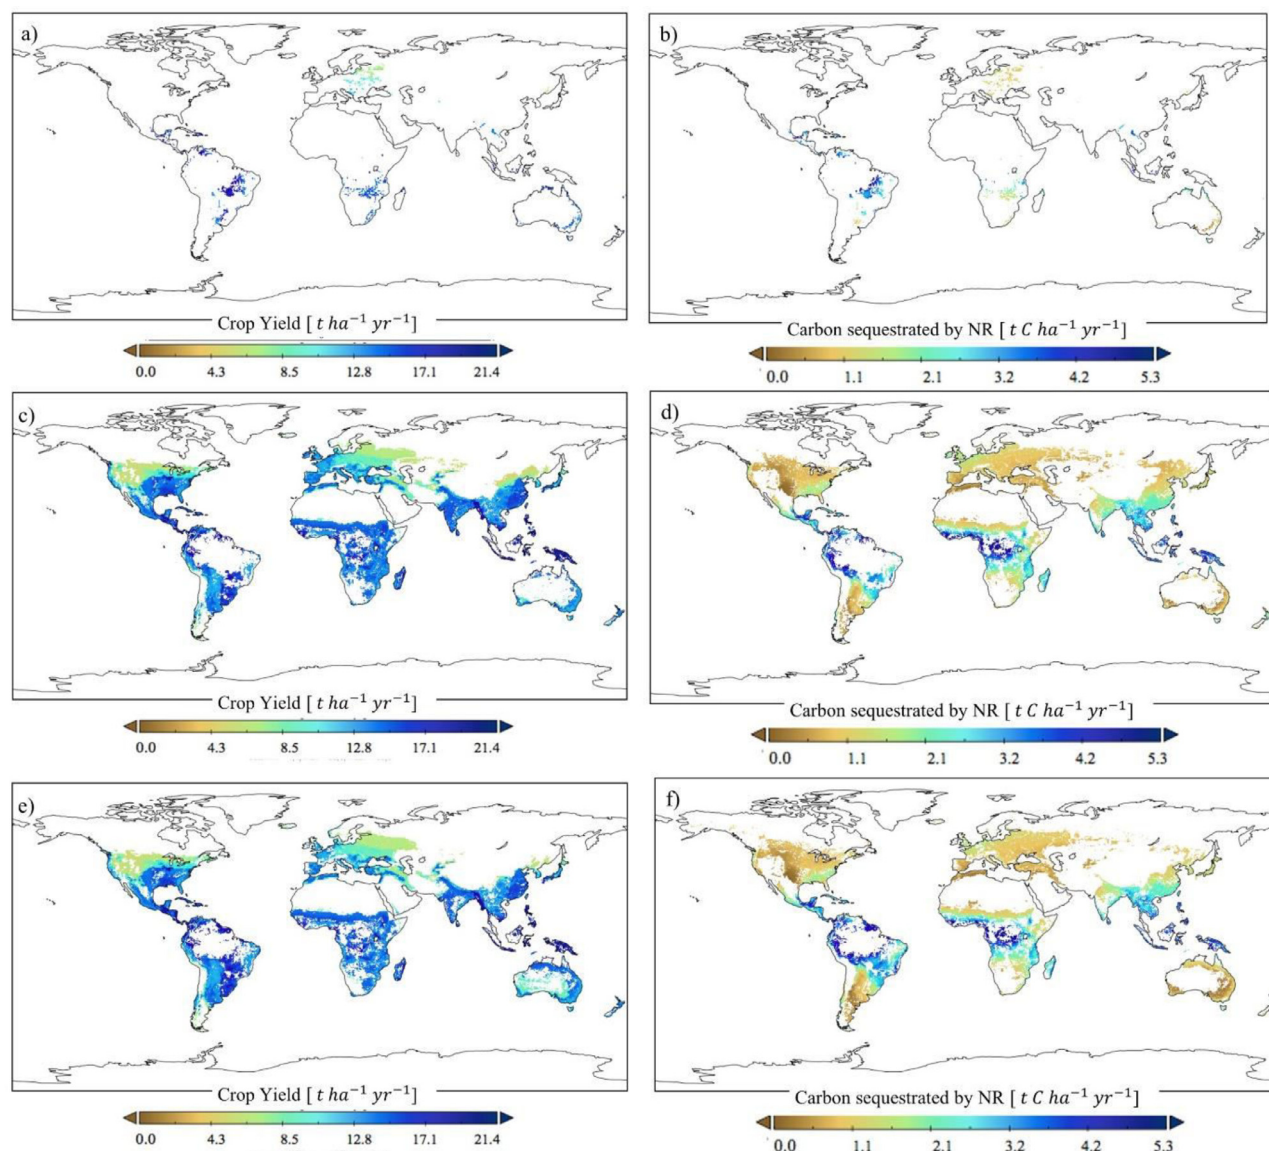 a)
b)
Crop Yield [ t ha⁻¹ yr⁻¹]
Carbon sequestrated by NR [ t C ha⁻¹ yr⁻¹]
0.0 4.3 8.5 12.8 17.1 21.4
0.0 1.1 2.1 3.2 4.2 5.3
c)
d)
Crop Yield [ t ha⁻¹ yr⁻¹]
Carbon sequestrated by NR [ t C ha⁻¹ yr⁻¹]
0.0 4.3 8.5 12.8 17.1 21.4
0.0 1.1 2.1 3.2 4.2 5.3
e)
f)
Crop Yield [ t ha⁻¹ yr⁻¹]
Carbon sequestrated by NR [ t C ha⁻¹ yr⁻¹]
0.0 4.3 8.5 12.8 17.1 21.4
0.0 1.1 2.1 3.2 4.2 5.3